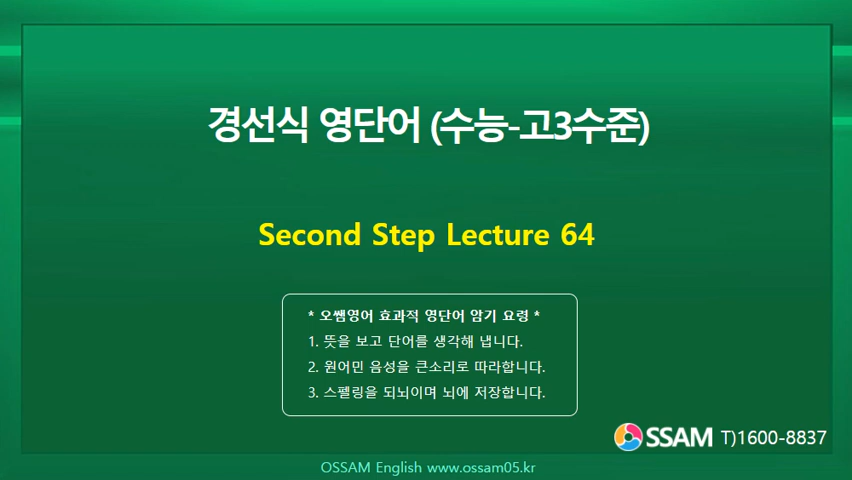 경선식 영단어 (수능-고3수준)
Second Step Lecture 64
* 오쌤영어 효과적 영단어 암기 요령 *
1. 뜻을 보고 단어를 생각해 냅니다.
2. 원어민 음성을 큰소리로 따라합니다.
3. 스펠링을 되뇌이며 뇌에 저장합니다.
SSAM T)1600-8837
OSSAM English www.ossam05.kr